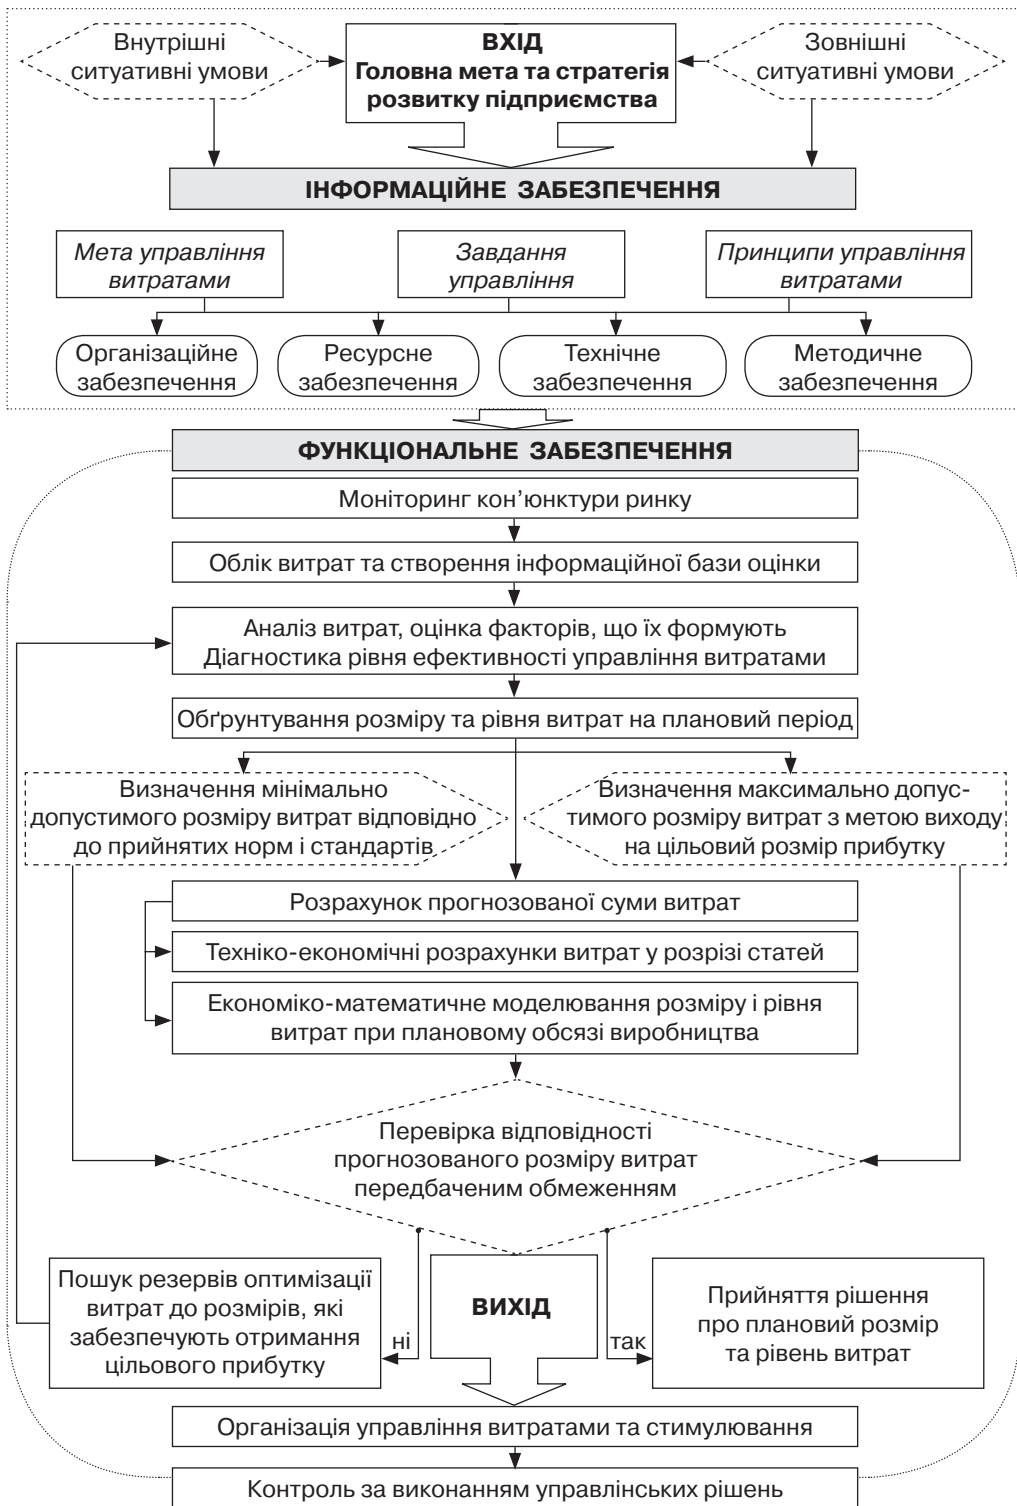 Внутрішні
ситуативні умови
ВХІД
Головна мета та стратегія
розвитку підприємства
Зовнішні
ситуативні умови
ІНФОРМАЦІЙНЕ ЗАБЕЗПЕЧЕННЯ
Мета управління
витратами
Завдання
управління
Принципи управління
витратами
Організаційне
забезпечення
Ресурсне
забезпечення
Технічне
забезпечення
Методичне
забезпечення
ФУНКЦІОНАЛЬНЕ ЗАБЕЗПЕЧЕННЯ
Моніторинг кон’юнктури ринку
Облік витрат та створення інформаційної бази оцінки
Аналіз витрат, оцінка факторів, що їх формують
Діагностика рівня ефективності управління витратами
Обґрунтування розміру та рівня витрат на плановий період
Визначення мінімально
допустимого розміру витрат відповідно
до прийнятих норм і стандартів
Визначення максимально допус-
тимого розміру витрат з метою виходу
на цільовий розмір прибутку
Розрахунок прогнозованої суми витрат
Техніко-економічні розрахунки витрат у розрізі статей
Економіко-математичне моделювання розміру і рівня
витрат при плановому обсязі виробництва
Перевірка відповідності
прогнозованого розміру витрат
передбаченим обмеженням
Пошук резервів оптимізації
витрат до розмірів, які
забезпечують отримання
цільового прибутку
ні
ВИХІД
так
Прийняття рішення
про плановий розмір
та рівень витрат
Організація управління витратами та стимулювання
Контроль за виконанням управлінських рішень